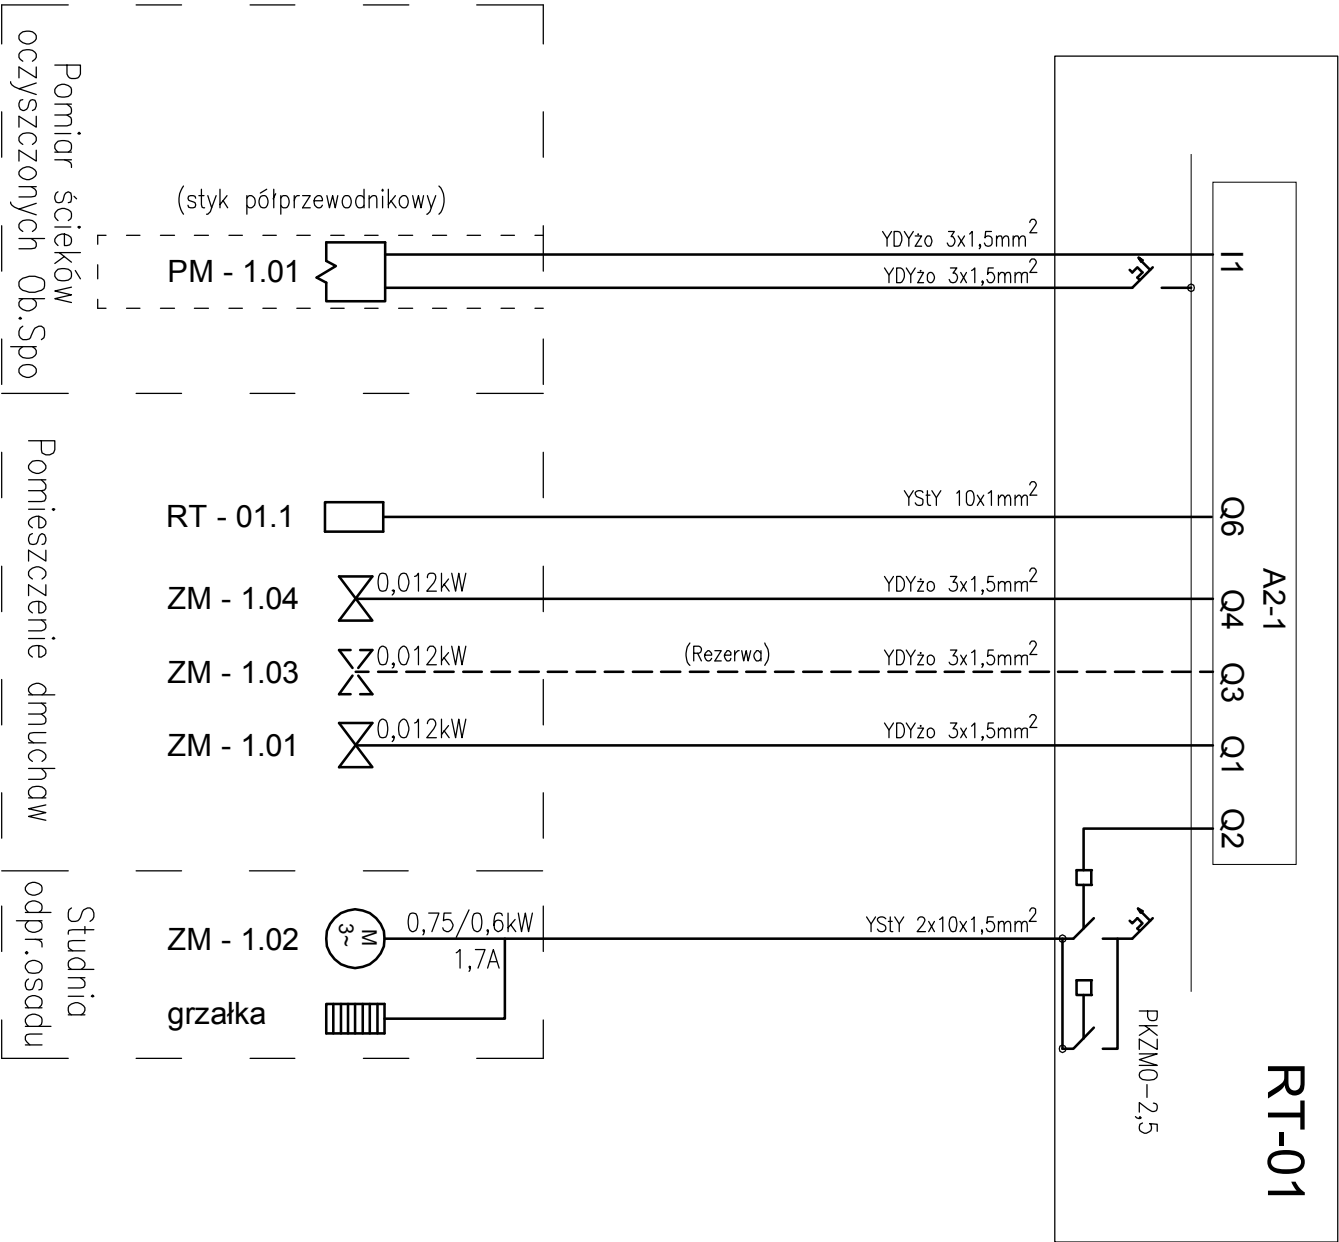 Pomiar ścieków
oczyszczonych Ob.Spo
(styk półprzewodnikowy)
PM - 1.01
YDYżo 3x1,5mm²
YDYżo 3x1,5mm²
I1
Pomieszczenie dmuchaw
RT - 01.1
YStY 10x1mm²
Q6
ZM - 1.04
0,012kW
YDYżo 3x1,5mm²
Q4
A2-1
ZM - 1.03
0,012kW
(Rezerwa)
YDYżo 3x1,5mm²
Q3
ZM - 1.01
0,012kW
YDYżo 3x1,5mm²
Q1
Q2
Studnia
odpr.osadu
ZM - 1.02
M
3~
0,75/0,6kW
1,7A
YStY 2x10x1,5mm²
grzałka
PKZM0-2,5
RT-01